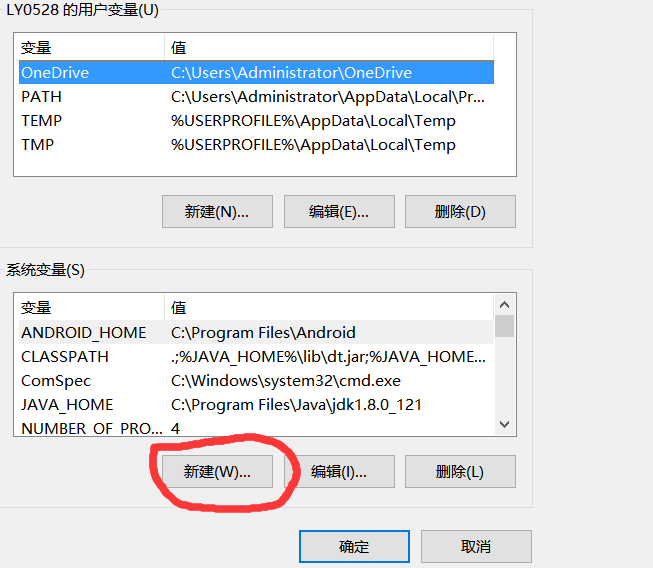 LY0528 的用户变量(U)
变量 值
OneDrive C:\Users\Administrator\OneDrive
PATH C:\Users\Administrator\AppData\Local\Pr...
TEMP %USERPROFILE%\AppData\Local\Temp
TMP %USERPROFILE%\AppData\Local\Temp
新建(N)... 编辑(E)... 删除(D)
系统变量(S)
变量 值
ANDROID_HOME C:\Program Files\Android
CLASSPATH .;%JAVA_HOME%\lib\dt.jar;%JAVA_HOME...
ComSpec C:\Windows\system32\cmd.exe
JAVA_HOME C:\Program Files\Java\jdk1.8.0_121
NUMBER_OF_PRO... 4
新建(W)... 编辑(I)... 删除(L)
确定 取消